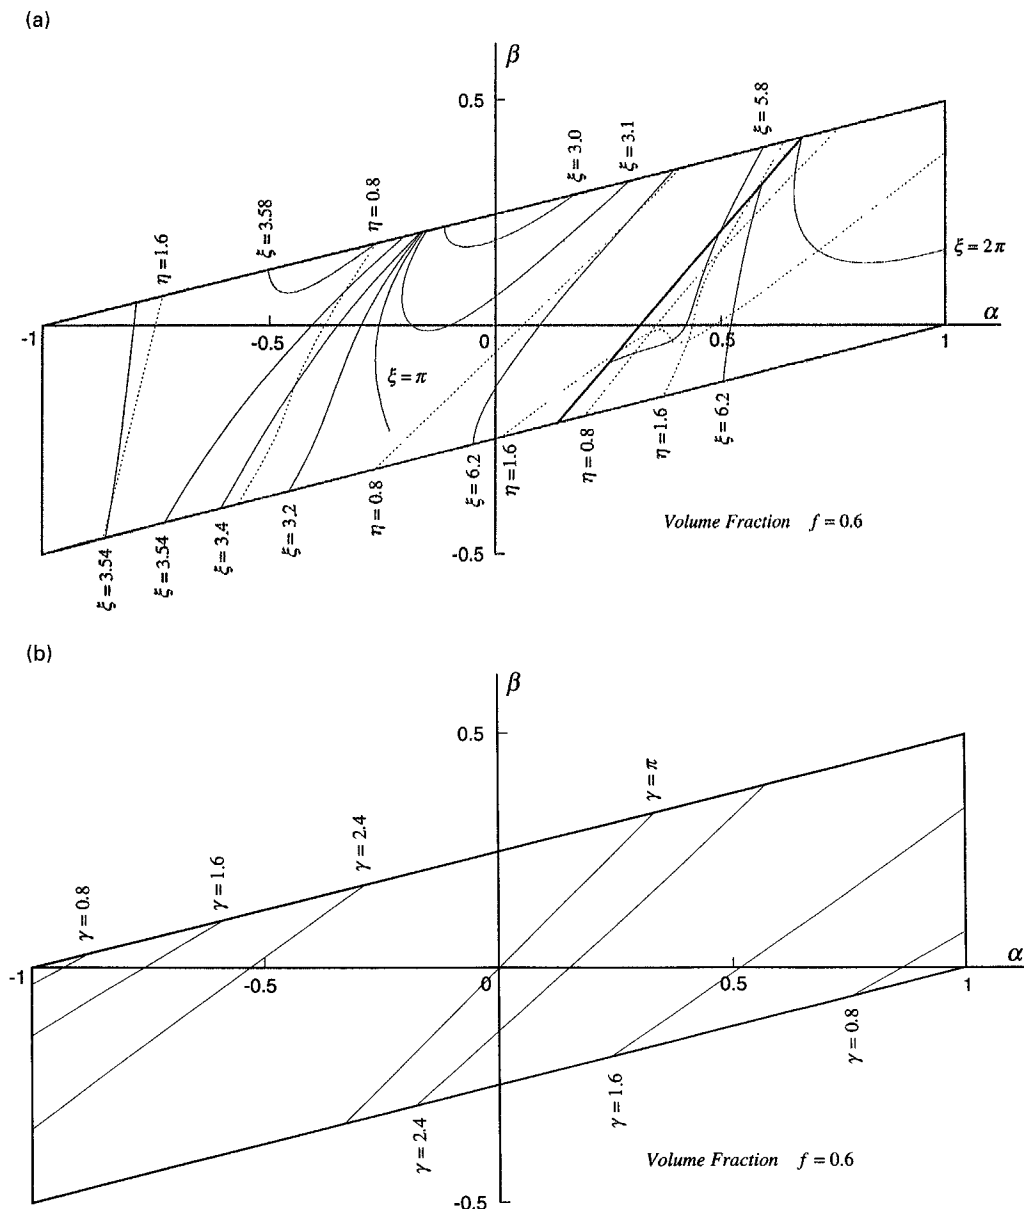 (a)
β
0.5
ξ = 5.8
ξ = 3.0
ξ = 3.1
η = 0.8
ξ = 3.58
η = 1.6
ξ = 2π
α
-1
-0.5
0
0.5
1
ξ = π
ξ = 6.2
η = 1.6
η = 0.8
η = 1.6
ξ = 6.2
η = 0.8
ξ = 3.2
ξ = 3.4
ξ = 3.54
ξ = 3.54
Volume Fraction f = 0.6
-0.5
(b)
β
0.5
γ = π
γ = 2.4
γ = 1.6
γ = 0.8
α
-1
-0.5
0
0.5
1
γ = 0.8
γ = 1.6
γ = 2.4
Volume Fraction f = 0.6
-0.5